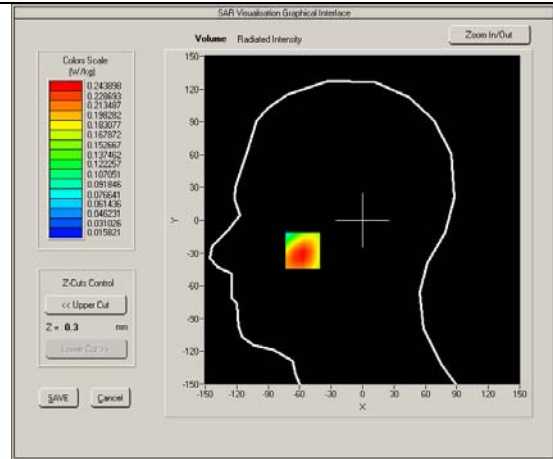 SAR Visualisation Graphical Interface
Volume Radiated Intensity
Zoom In/Out
Colors Scale
(W/kg)
0.243898
0.228693
0.213487
0.198282
0.183077
0.167872
0.152667
0.137462
0.122257
0.107051
0.091846
0.076641
0.061436
0.046231
0.031026
0.015821
Z-Cuts Control
<< Upper Cut
Z = 0.3 mm
SAVE
Cancel
Y
150
120
90
60
30
0
-30
-60
-90
-120
-150
-150 -120 -90 -60 -30 0 30 60 90 120 150
X